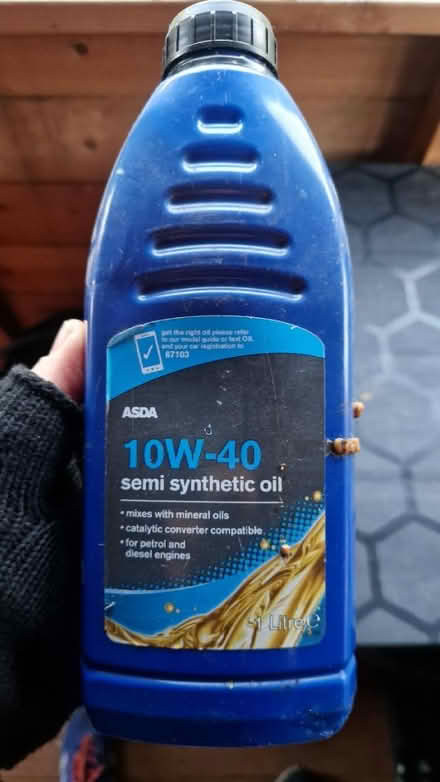 get the right oil please refer
to our model guide or text OIL
and your car registration to
87103
ASDA
10W-40
semi synthetic oil
• mixes with mineral oils
• catalytic converter compatible
• for petrol and
diesel engines
1 Litre e